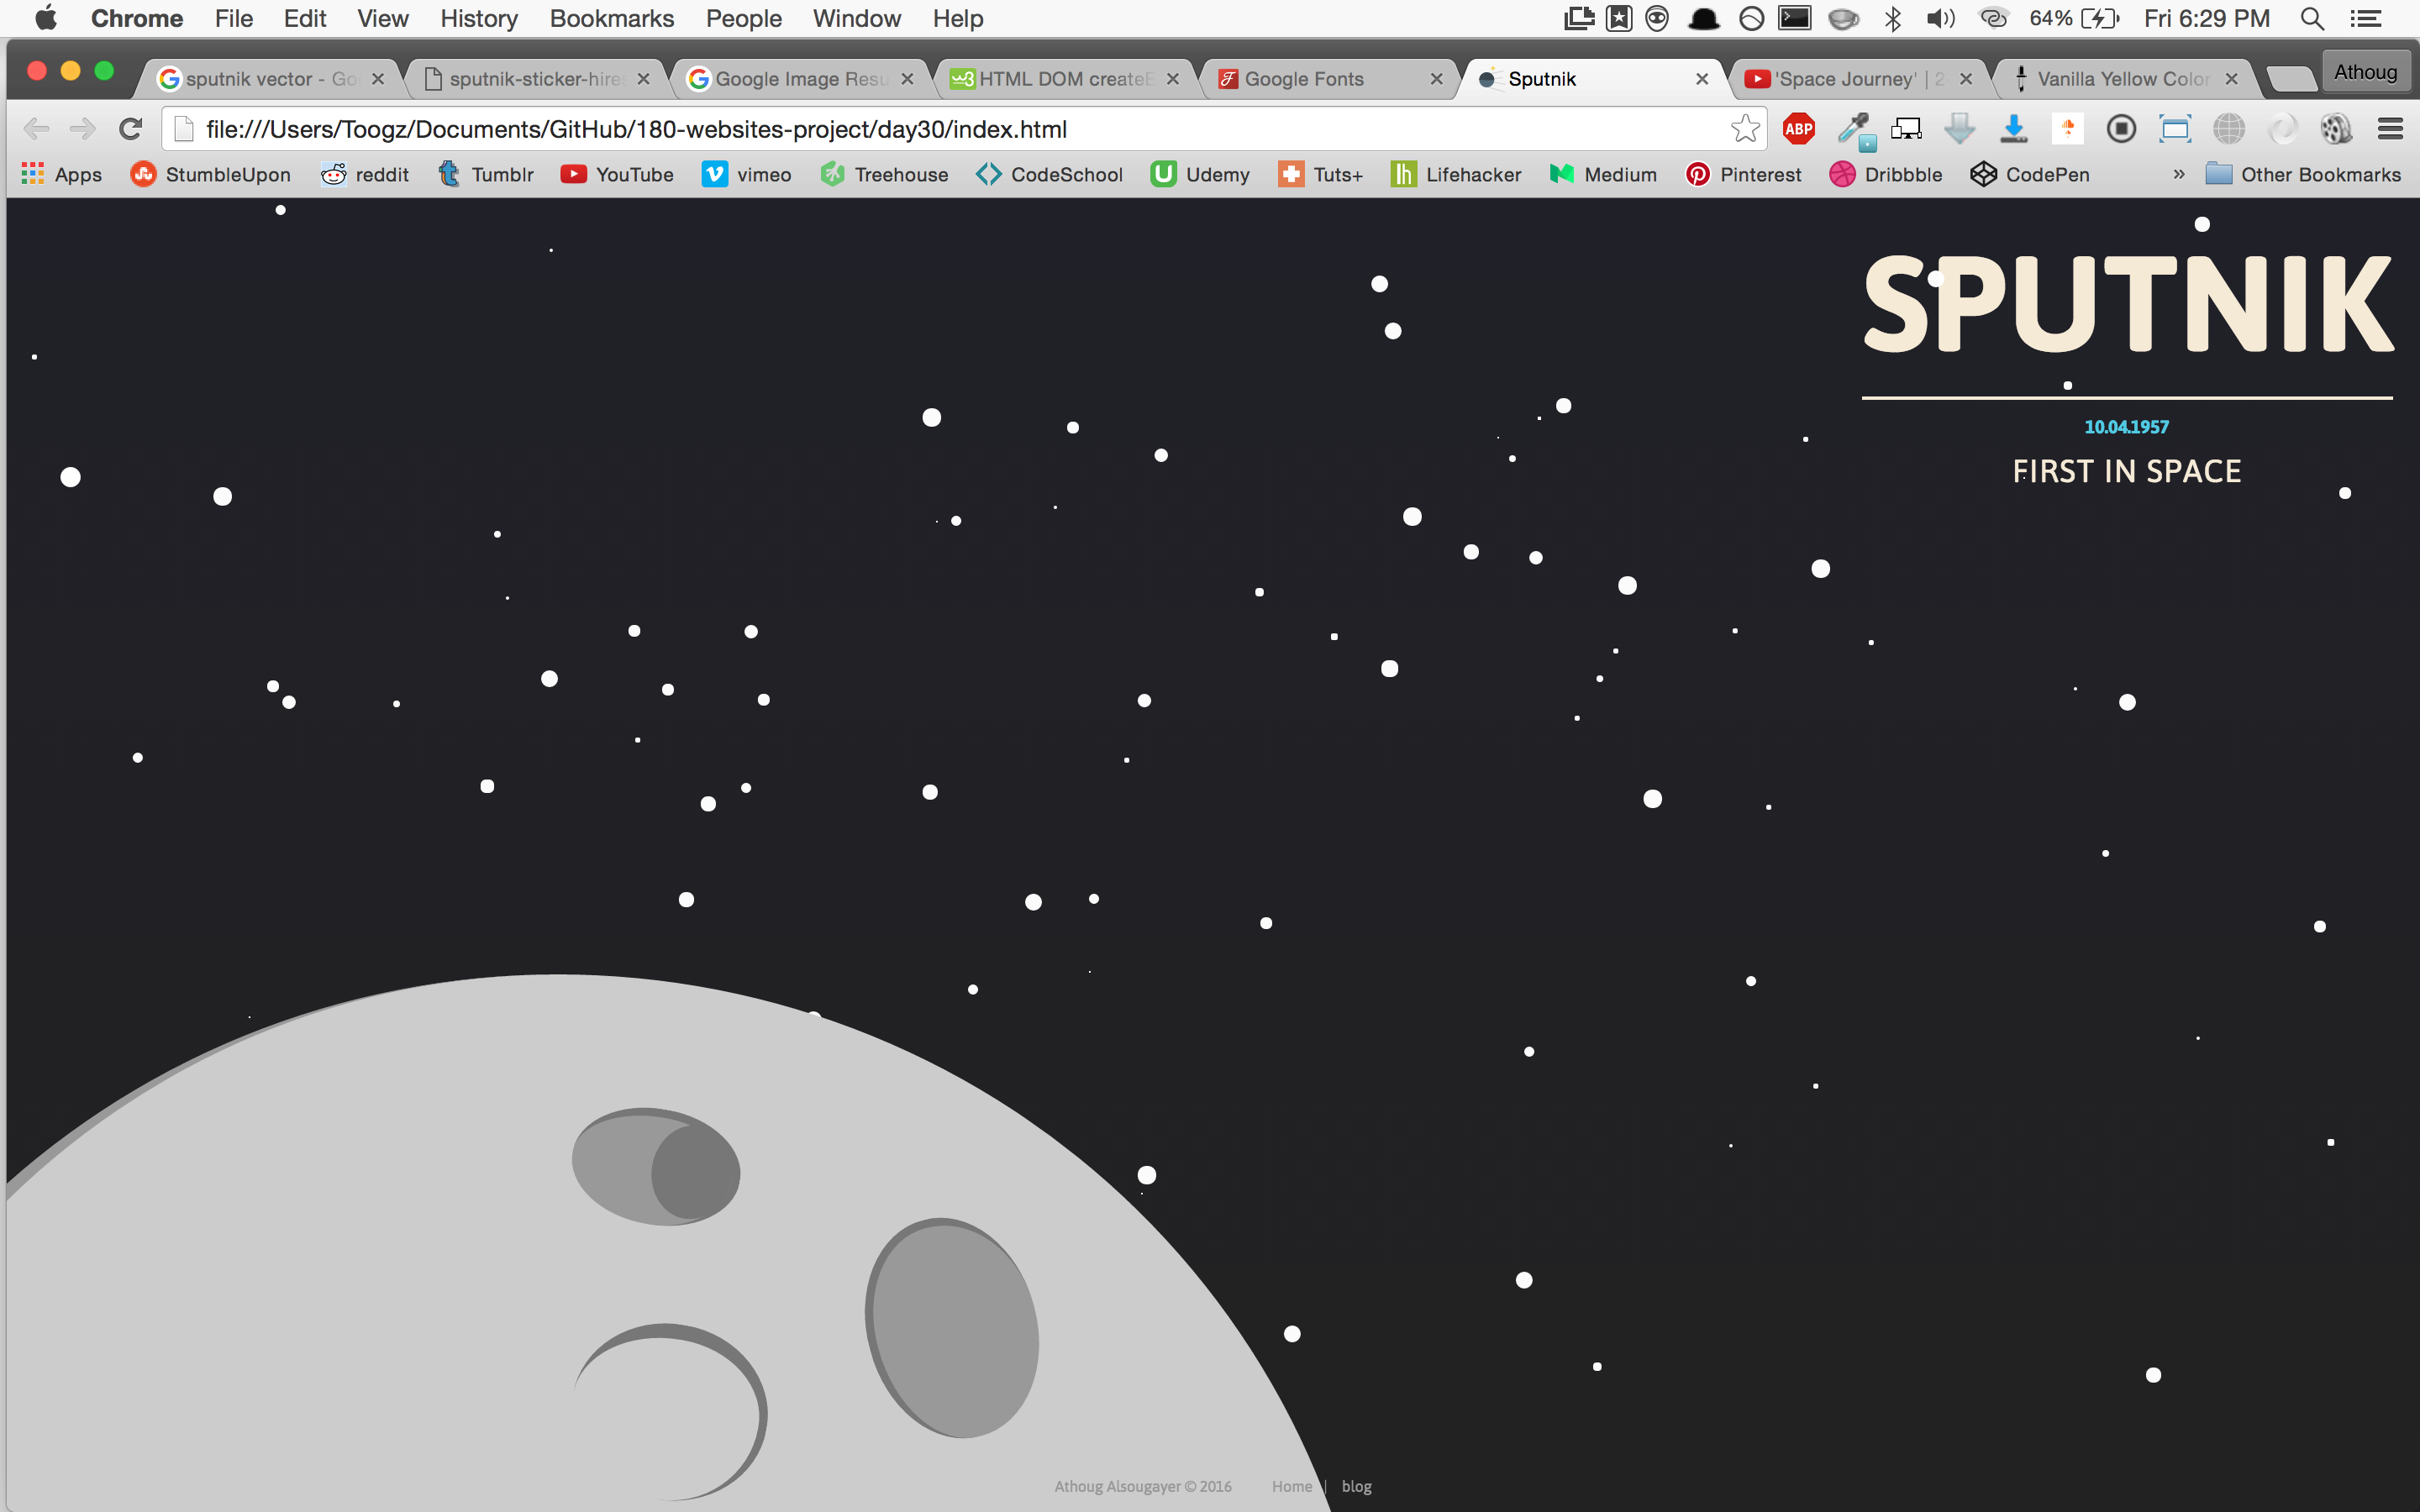 Chrome File Edit View History Bookmarks People Window Help 64% Fri 6:29 PM
sputnik vector - Go sputnik-sticker-hires Google Image Resu HTML DOM createE Google Fonts Sputnik 'Space Journey' | 2 Vanilla Yellow Color Athoug
file:///Users/Toogz/Documents/GitHub/180-websites-project/day30/index.html ABP
Apps StumbleUpon reddit Tumblr YouTube vimeo Treehouse CodeSchool Udemy Tuts+ Lifehacker Medium Pinterest Dribbble CodePen » Other Bookmarks
SPUTNIK
10.04.1957
FIRST IN SPACE
Athoug Alsougayer © 2016 Home | blog